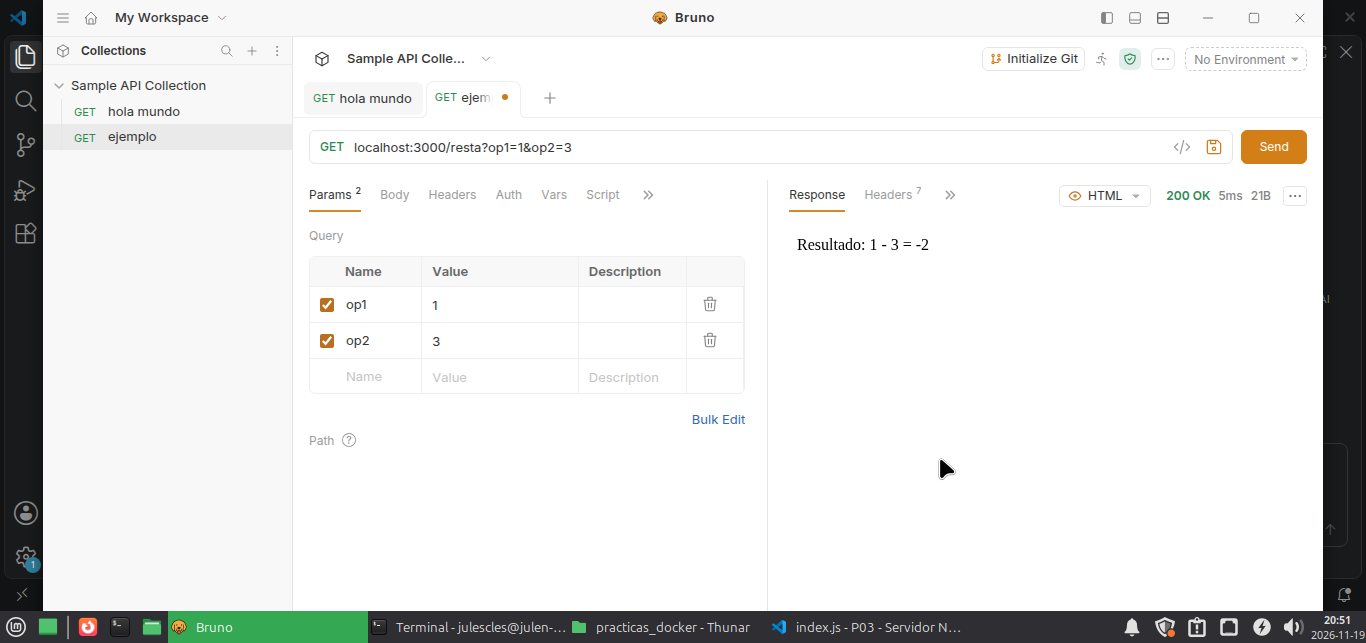 My Workspace
Bruno
Collections
Sample API Collection
GET hola mundo
GET ejemplo
Sample API Colle...
Initialize Git
No Environment
GET hola mundo
GET ejem
GET localhost:3000/resta?op1=1&op2=3
Send
Params 2 Body Headers Auth Vars Script
Response Headers 7
HTML
200 OK 5ms 21B
Query
Name Value Description
op1 1
op2 3
Name Value Description
Bulk Edit
Path ?
Resultado: 1 - 3 = -2
AI
1
Bruno
Terminal - julescles@julen-...
practicas_docker - Thunar
index.js - P03 - Servidor N...
20:51
2026-11-19